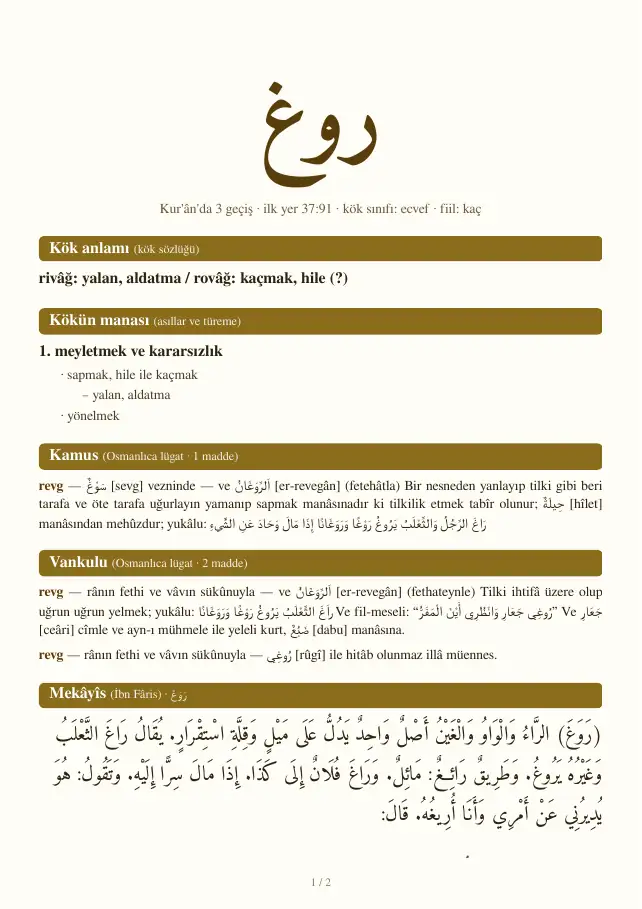 روغ
Kur'ân'da 3 geçiş · ilk yer 37:91 · kök sınıfı: ecvef · fiil: kaç
Kök anlamı (kök sözlüğü)
rivâğ: yalan, aldatma / rovâğ: kaçmak, hile (?)
Kökün manası (asıllar ve türeme)
1. meyletmek ve kararsızlık
· sapmak, hile ile kaçmak
– yalan, aldatma
· yönelmek
Kamus (Osmanlıca lügat · 1 madde)
revg — سَوْغٌ [sevg] vezninde — ve اَلرَّوَغَانُ [er-revegân] (fetehâtla) Bir nesneden yanlayıp tilki gibi beri
tarafa ve öte tarafa uğurlayın yamanıp sapmak manâsınadır ki tilkilik etmek tabîr olunur; حِيلَةٌ [hîlet]
manâsından mehûzdur; yukâlu: رَاغَ الرَّجُلُ وَالثَّعْلَبُ يَرُوغُ رَوْغًا وَرَوَغَانًا إِذَا مَالَ وَحَادَ عَنِ الشَّيْءِ
Vankulu (Osmanlıca lügat · 2 madde)
revg — rânın fethi ve vâvın sükûnuyla — ve اَلرَّوَغَانُ [er-revegân] (fethateynle) Tilki ihtifâ üzere olup
uğrun uğrun yelmek; yukâlu: رَاغَ الثَّعْلَبُ يَرُوغُ رَوْغًا وَرَوَغَانًا Ve fil-meseli: “رُوغِي جَعَارِ وَانْظُرِى أَيْنَ الْمَفَرُّ” Ve جَعَارِ
[ceâri] cîmle ve ayn-ı mühmele ile yeleli kurt, ضَبُعٌ [dabu] manâsına.
revg — rânın fethi ve vâvın sükûnuyla — رُوغِي [rûgî] ile hitâb olunmaz illâ müennes.
Mekâyîs (İbn Fâris) · رَوَغَ
(رَوَغَ) الرَّاءُ وَالْوَاوُ وَالْغَيْنُ أَصْلٌ وَاحِدٌ يَدُلُّ عَلَى مَيْلٍ وَقِلَّةِ اسْتِقْرَارٍ. يُقَالُ رَاغَ الثَّعْلَبُ
وَغَيْرُهُ يَرُوغُ. وَطَرِيقٌ رَائِغٌ: مَائِلٌ. وَرَاغَ فُلَانٌ إِلَى كَذَا. إِذَا مَالَ سِرًّا إِلَيْهِ. وَتَقُولُ: هُوَ
يُدِيرُنِي عَنْ أَمْرِي وَأَنَا أُرِيغُهُ. قَالَ:
1 / 2